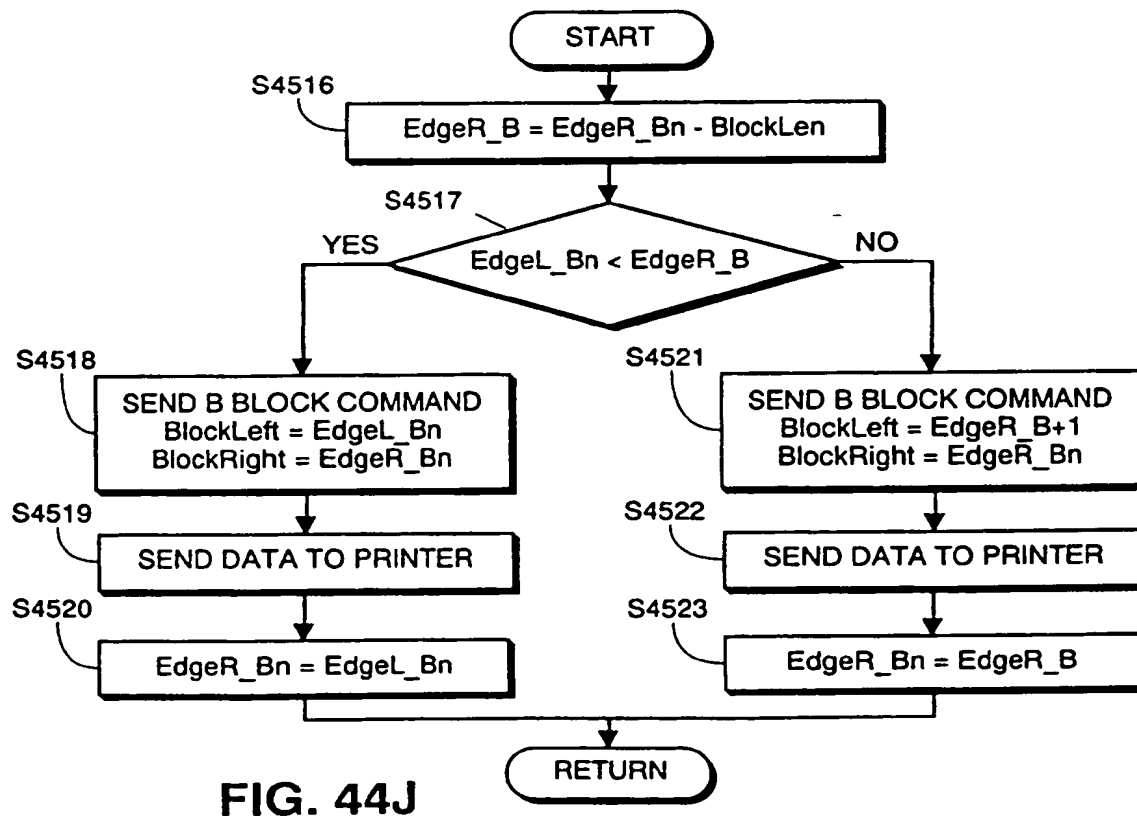 START
S4516
EdgeR_B = EdgeR_Bn - BlockLen
S4517
YES
EdgeL_Bn < EdgeR_B
NO
S4518
SEND B BLOCK COMMAND
BlockLeft = EdgeL_Bn
BlockRight = EdgeR_Bn
S4521
SEND B BLOCK COMMAND
BlockLeft = EdgeR_B+1
BlockRight = EdgeR_Bn
S4519
SEND DATA TO PRINTER
S4522
SEND DATA TO PRINTER
S4520
EdgeR_Bn = EdgeL_Bn
S4523
EdgeR_Bn = EdgeR_B
RETURN
FIG. 44J